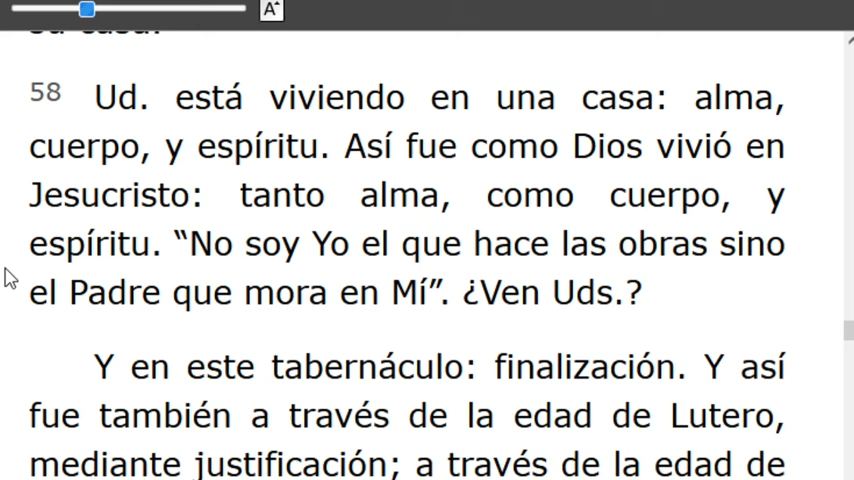 A
su casa.
58 Ud. está viviendo en una casa: alma,
cuerpo, y espíritu. Así fue como Dios vivió en
Jesucristo: tanto alma, como cuerpo, y
espíritu. “No soy Yo el que hace las obras sino
el Padre que mora en Mí”. ¿Ven Uds.?
Y en este tabernáculo: finalización. Y así
fue también a través de la edad de Lutero,
mediante justificación; a través de la edad de